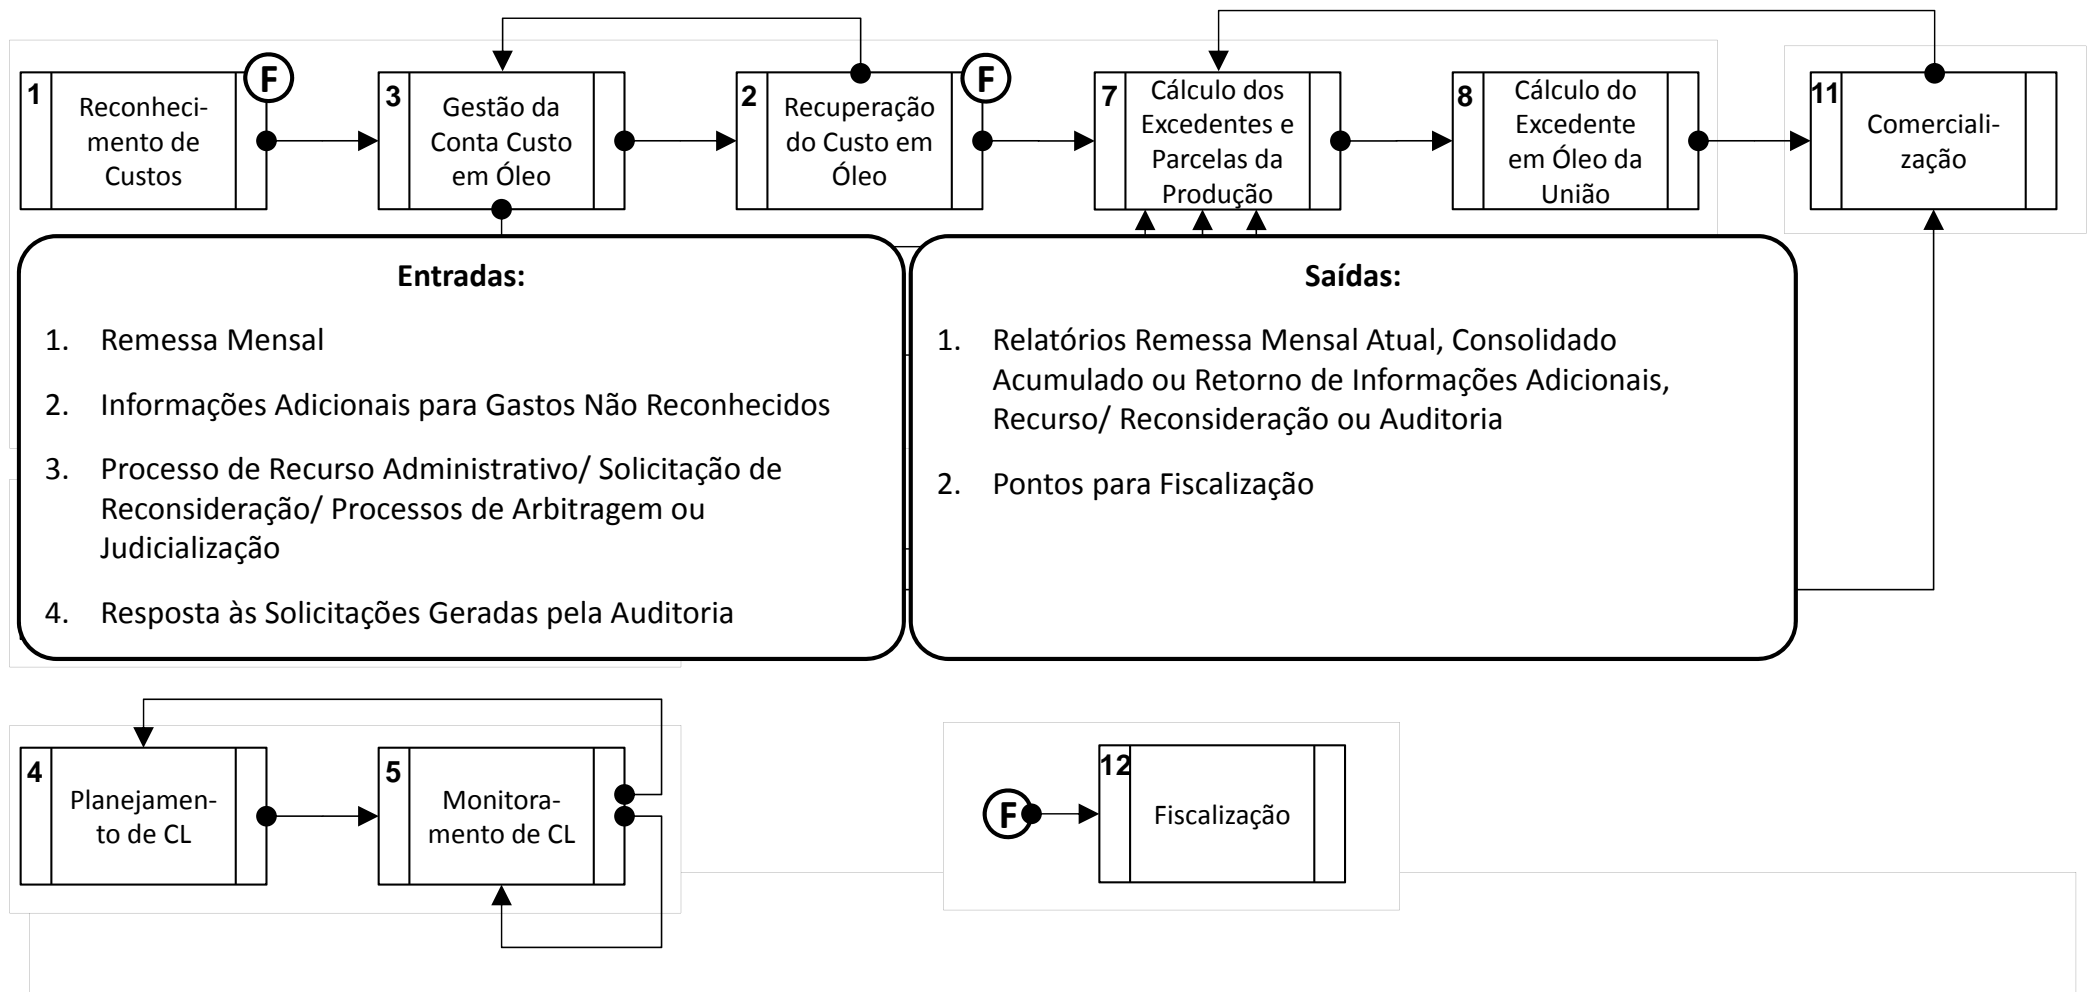 1
Reconheci-
mento de
Custos
F
3
Gestão da
Conta Custo
em Óleo
2
Recuperação
do Custo em
Óleo
F
7
Cálculo dos
Excedentes e
Parcelas da
Produção
8
Cálculo do
Excedente
em Óleo da
União
11
Comerciali-
zação
Entradas:
1. Remessa Mensal
2. Informações Adicionais para Gastos Não Reconhecidos
3. Processo de Recurso Administrativo/ Solicitação de
Reconsideração/ Processos de Arbitragem ou
Judicialização
4. Resposta às Solicitações Geradas pela Auditoria
Saídas:
1. Relatórios Remessa Mensal Atual, Consolidado
Acumulado ou Retorno de Informações Adicionais,
Recurso/ Reconsideração ou Auditoria
2. Pontos para Fiscalização
4
Planejamen-
to de CL
5
Monitora-
mento de CL
F
12
Fiscalização